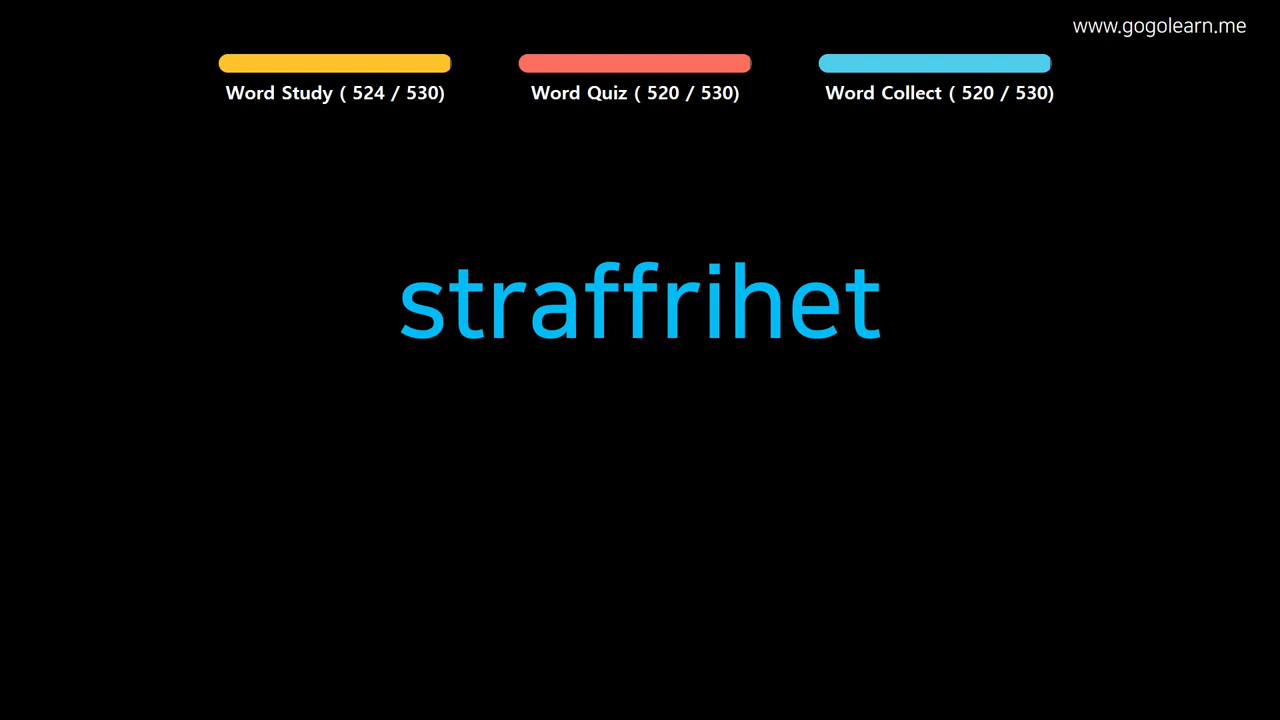 www.gogolearn.me
Word Study ( 524 / 530)
Word Quiz ( 520 / 530)
Word Collect ( 520 / 530)
straffrihet